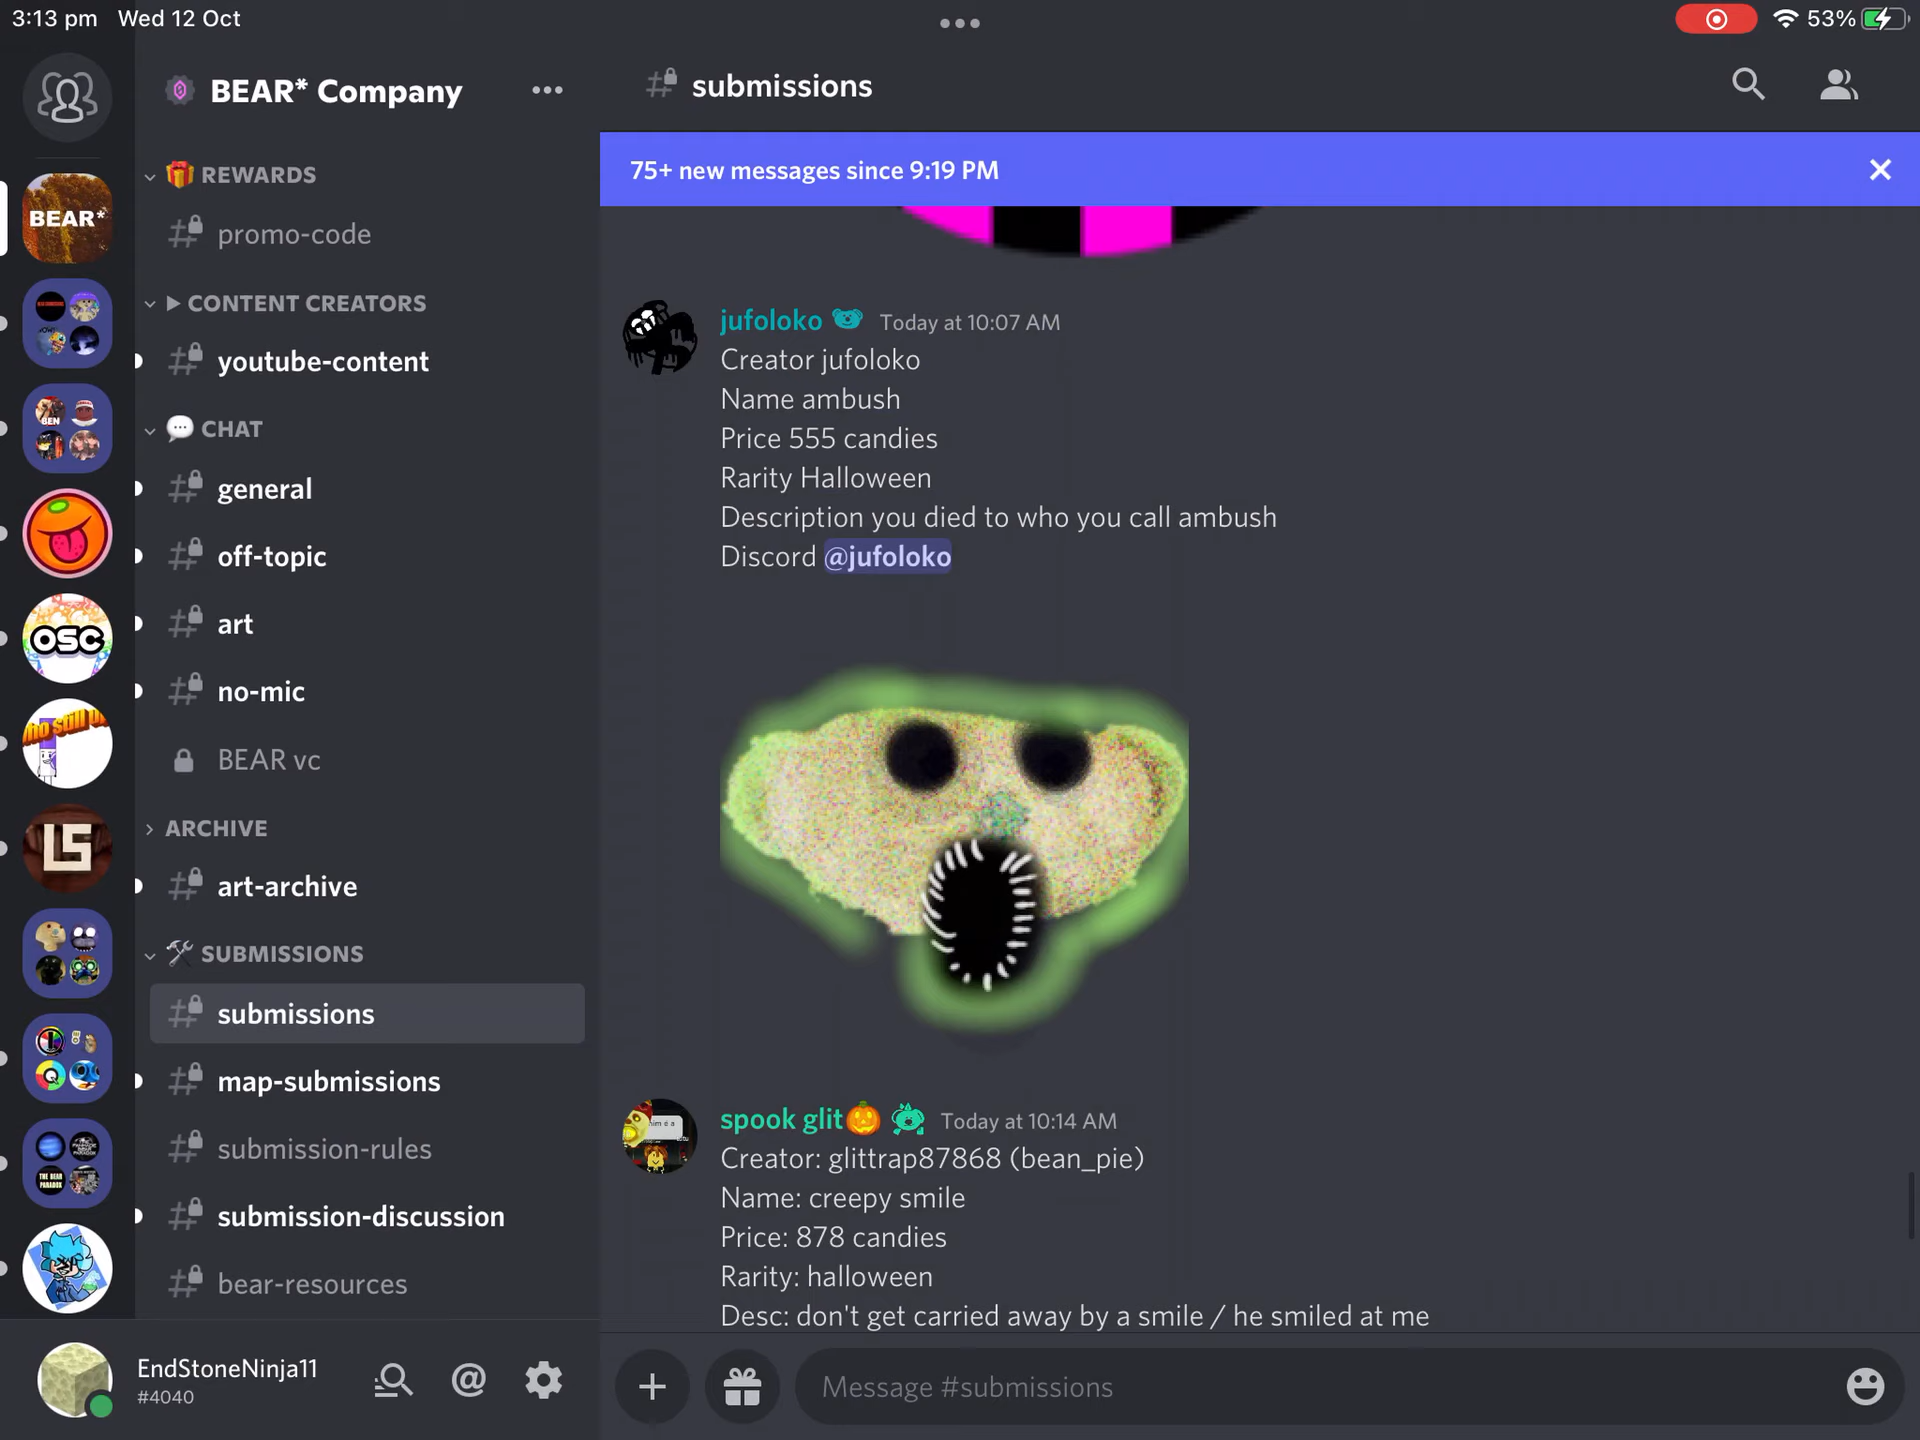 3:13 pm Wed 12 Oct
53%
BEAR* Company
submissions
75+ new messages since 9:19 PM
BEAR*
REWARDS
promo-code
CONTENT CREATORS
youtube-content
CHAT
general
off-topic
art
no-mic
BEAR vc
ARCHIVE
art-archive
SUBMISSIONS
submissions
map-submissions
submission-rules
submission-discussion
bear-resources
BEN
OSC
LS
jufoloko Today at 10:07 AM
Creator jufoloko
Name ambush
Price 555 candies
Rarity Halloween
Description you died to who you call ambush
Discord @jufoloko
spook glit Today at 10:14 AM
Creator: glittrap87868 (bean_pie)
Name: creepy smile
Price: 878 candies
Rarity: halloween
Desc: don't get carried away by a smile / he smiled at me
EndStoneNinja11
#4040
Message #submissions